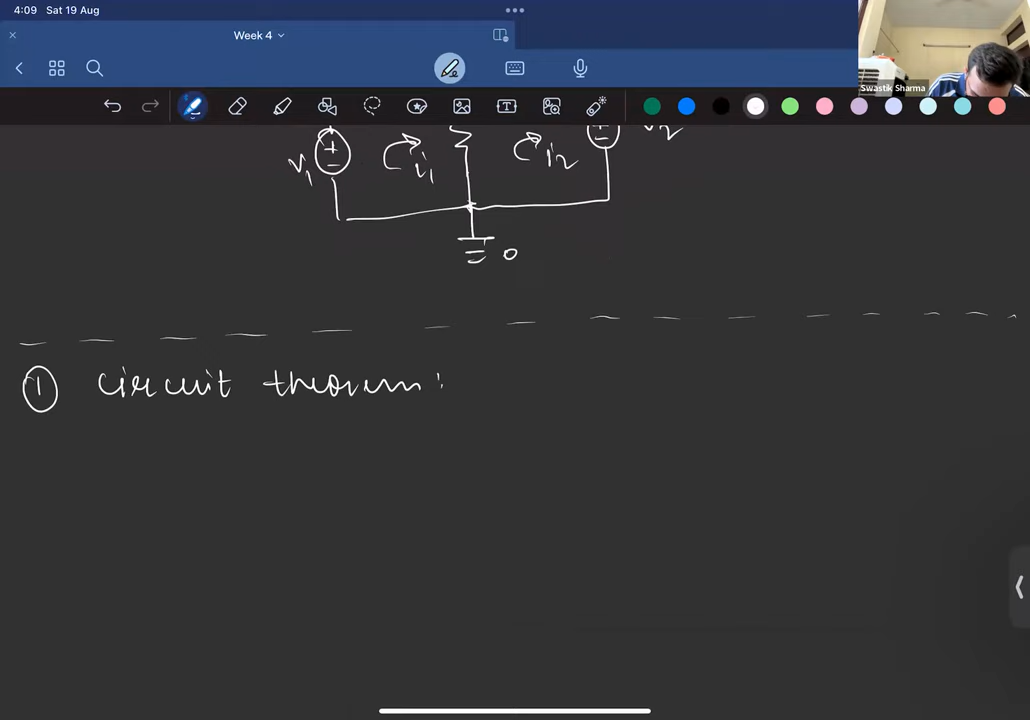 4:09 Sat 19 Aug
Week 4
T
Swastik Sharma
V1 + - i1 i2 + V2
0
① circuit theorem :